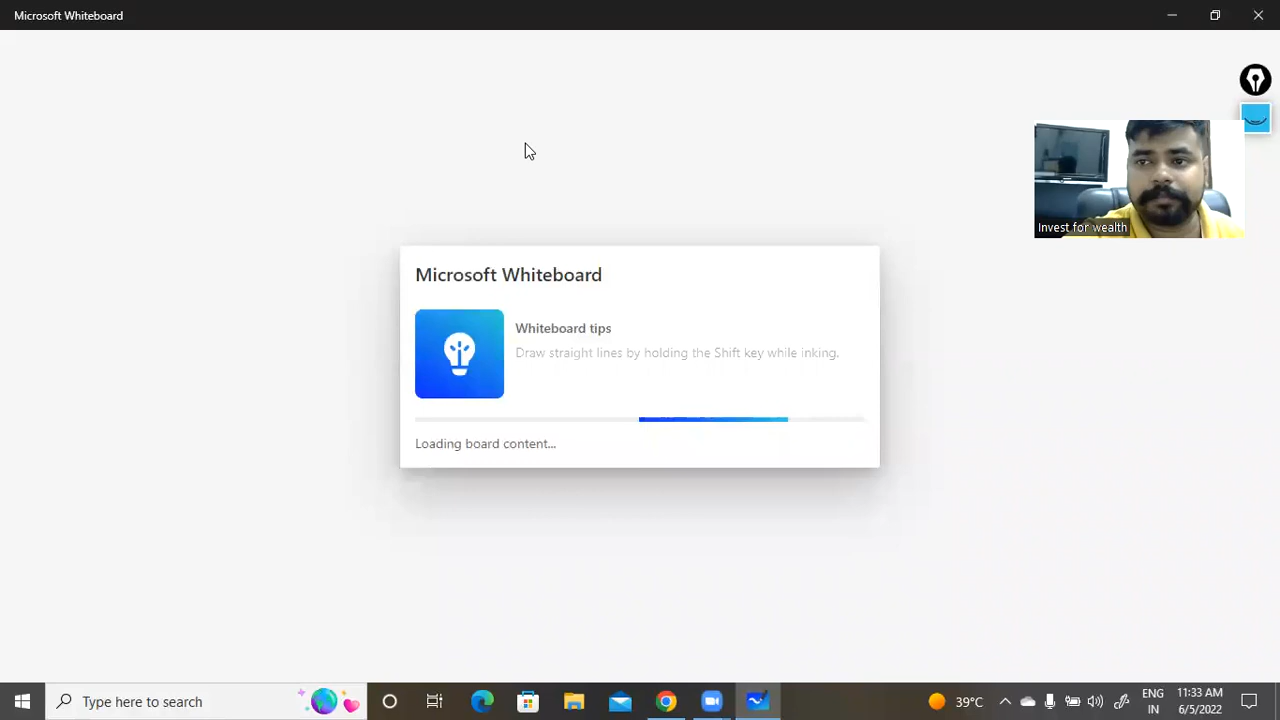 Microsoft Whiteboard
Invest for wealth
Microsoft Whiteboard
Whiteboard tips
Draw straight lines by holding the Shift key while inking.
Loading board content...
Type here to search
39°C
ENG
IN
11:33 AM
6/5/2022